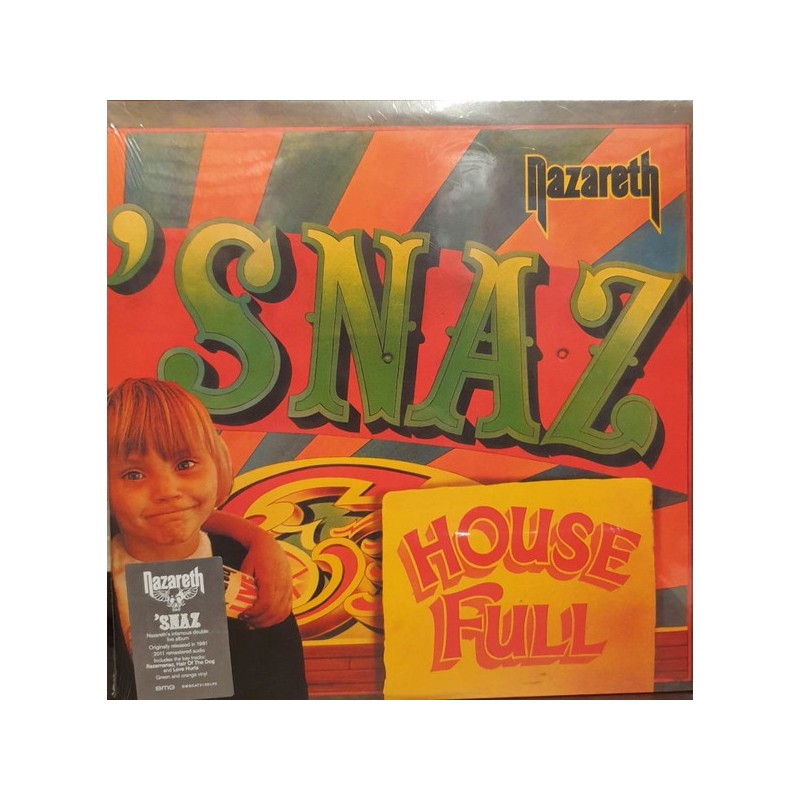 Nazareth
'SNAZ
HOUSE
FULL
Nazareth
'SNAZ
Nazareth's infamous double
live album
Originally released in 1981
2011 remastered audio
Includes the key tracks:
Razamanaz, Hair Of The Dog
and Love Hurts
Green and orange vinyl
BMG